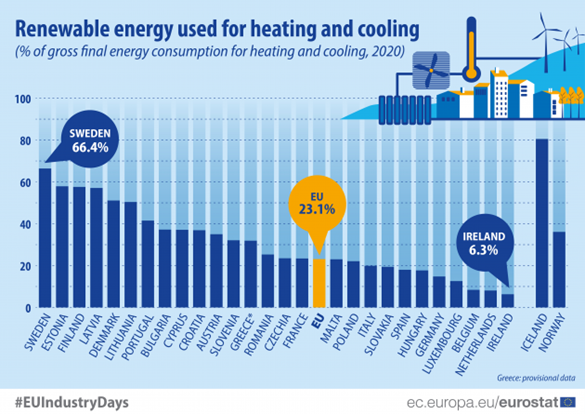 Renewable energy used for heating and cooling
(% of gross final energy consumption for heating and cooling, 2020)
100
80
60
40
20
0
SWEDEN
66.4%
EU
23.1%
IRELAND
6.3%
SWEDEN
ESTONIA
FINLAND
LATVIA
DENMARK
LITHUANIA
PORTUGAL
BULGARIA
CYPRUS
CROATIA
AUSTRIA
SLOVENIA
GREECE*
ROMANIA
CZECHIA
FRANCE
EU
MALTA
POLAND
ITALY
SLOVAKIA
SPAIN
HUNGARY
GERMANY
LUXEMBOURG
BELGIUM
NETHERLANDS
IRELAND
ICELAND
NORWAY
Greece: provisional data
#EUIndustryDays
ec.europa.eu/eurostat